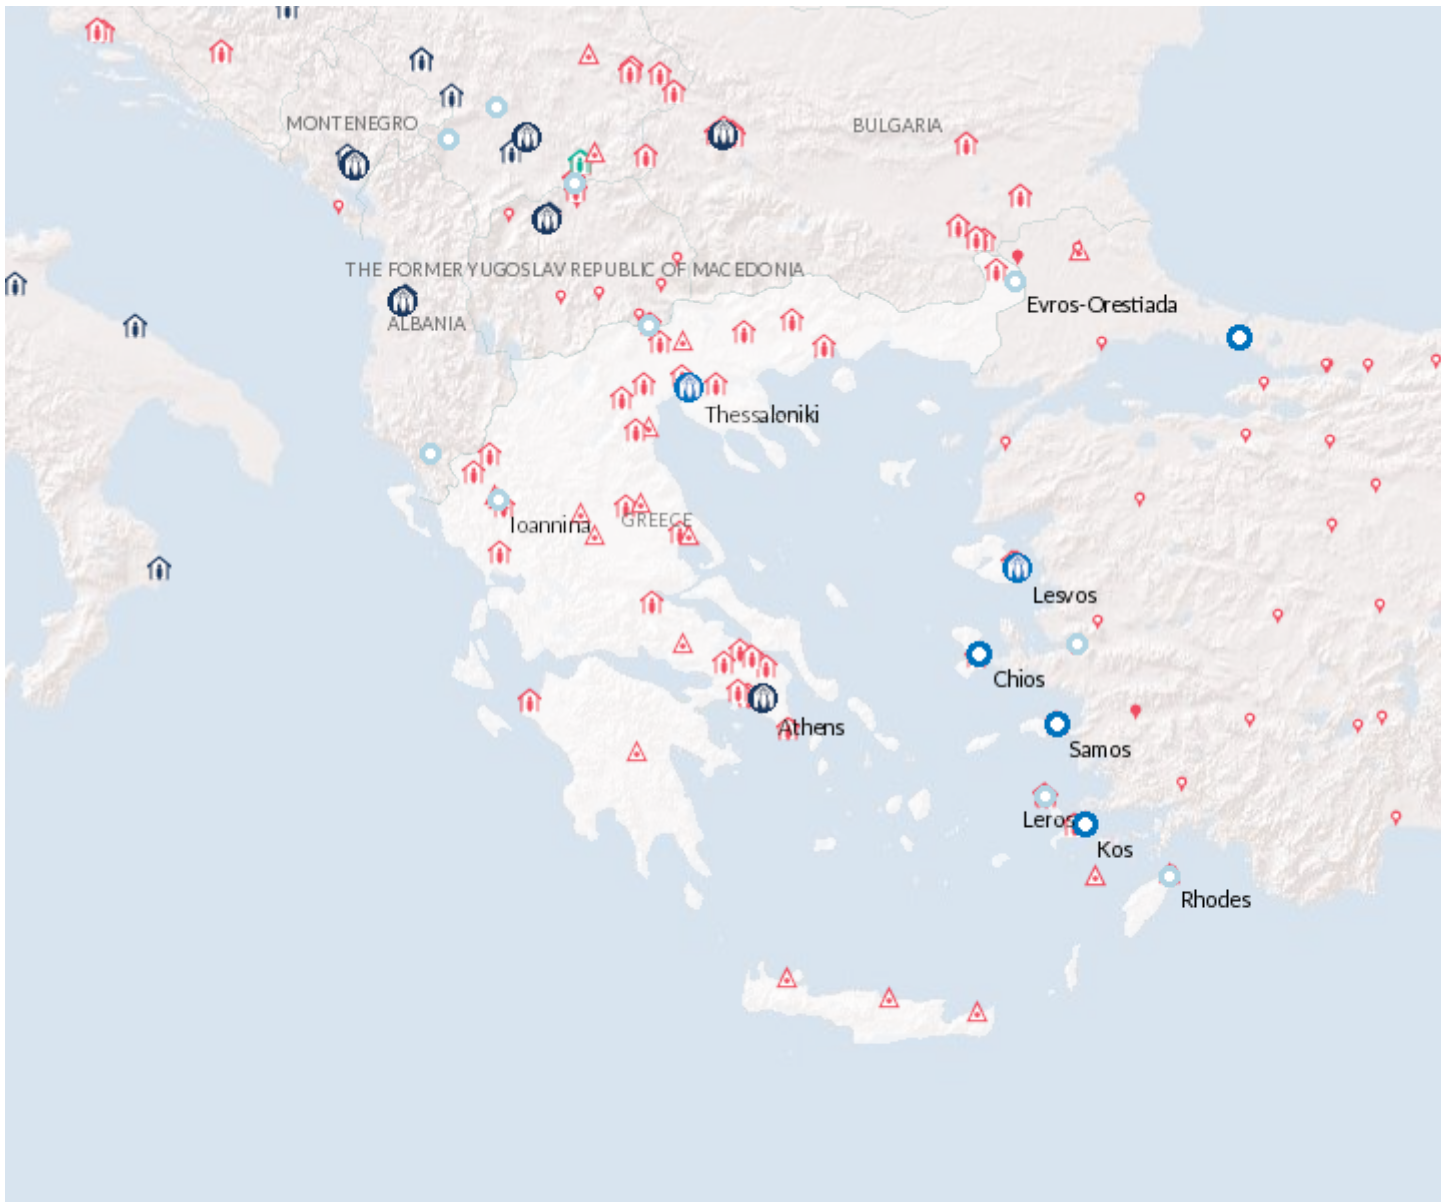 MONTENEGRO
BULGARIA
THE FORMER YUGOSLAV REPUBLIC OF MACEDONIA
Evros-Orestiada
ALBANIA
Thessaloniki
Ioannina
GREECE
Lesvos
Chios
Athens
Samos
Leros
Kos
Rhodes